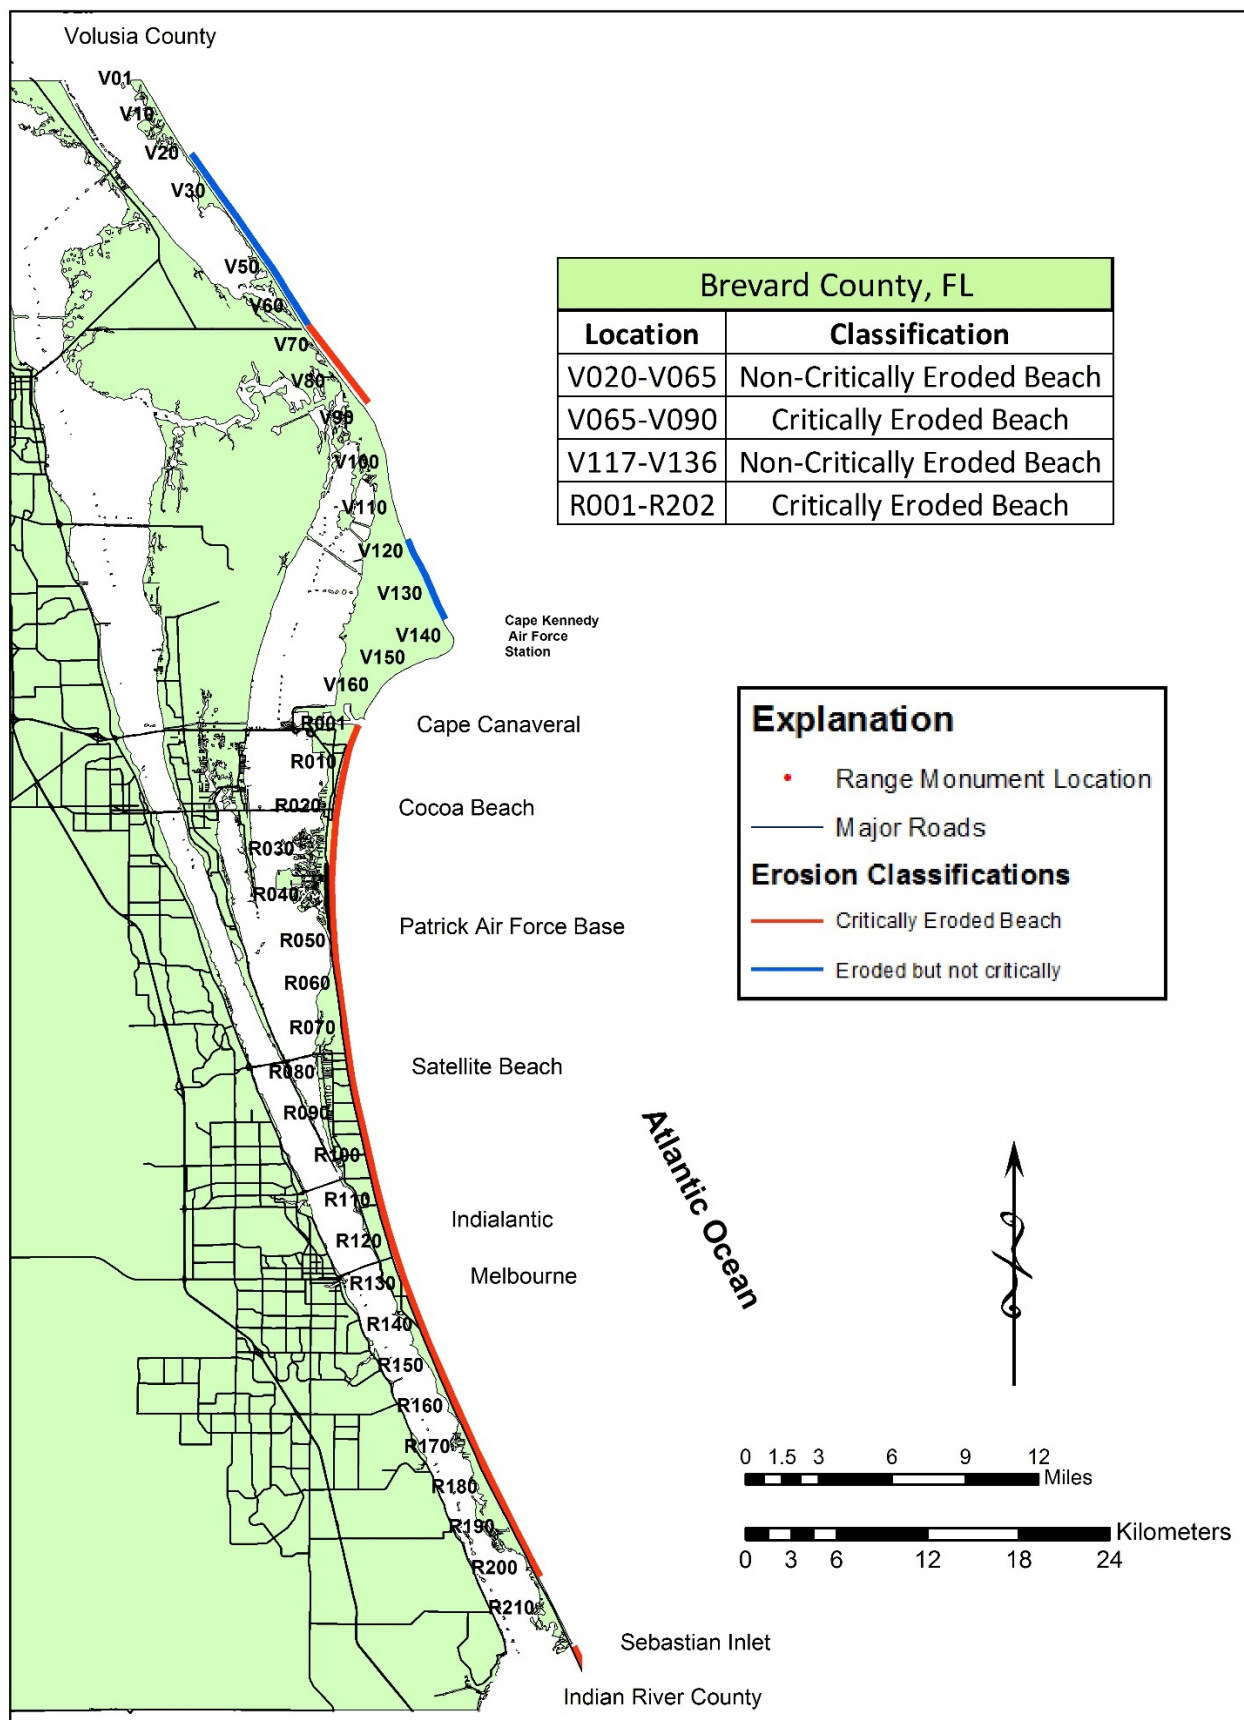 Volusia County
V01
V10
V20
V30
V50
V60
V70
V80
V90
V100
V110
V120
V130
V140
V150
V160
R001
R010
R020
R030
R040
R050
R060
R070
R080
R090
R100
R110
R120
R130
R140
R150
R160
R170
R180
R190
R200
R210
Brevard County, FL
Location Classification
V020-V065 Non-Critically Eroded Beach
V065-V090 Critically Eroded Beach
V117-V136 Non-Critically Eroded Beach
R001-R202 Critically Eroded Beach
Cape Kennedy
Air Force
Station
Cape Canaveral
Cocoa Beach
Patrick Air Force Base
Satellite Beach
Indialantic
Melbourne
Sebastian Inlet
Indian River County
Atlantic Ocean
Explanation
Range Monument Location
Major Roads
Erosion Classifications
Critically Eroded Beach
Eroded but not critically
0 1.5 3 6 9 12
Miles
Kilometers
0 3 6 12 18 24